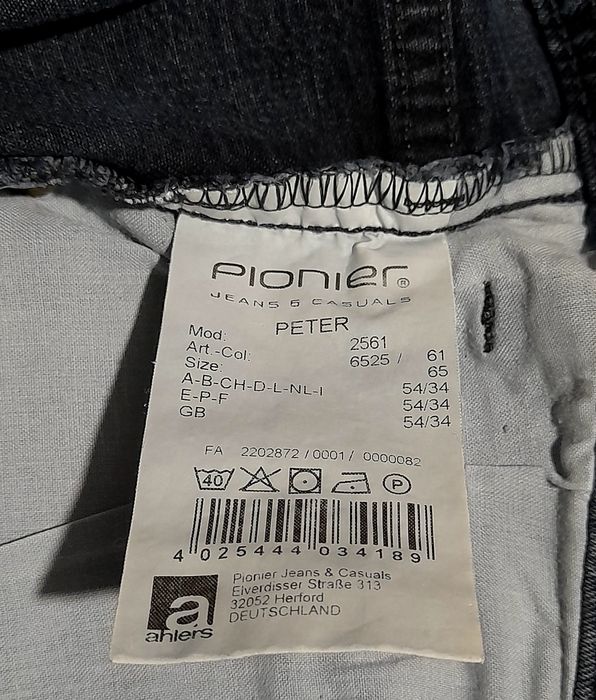 PIONIER®
JEANS & CASUALS
PETER
Mod: 2561
Art.-Col: 6525 / 61
Size: 65
A-B-CH-D-L-NL-I 54/34
E-P-F 54/34
GB 54/34
FA 2202872 / 0001 / 0000082
40 P
4 025444 034189
a
ahlers
Pionier Jeans & Casuals
Elverdisser Straße 313
32052 Herford
DEUTSCHLAND